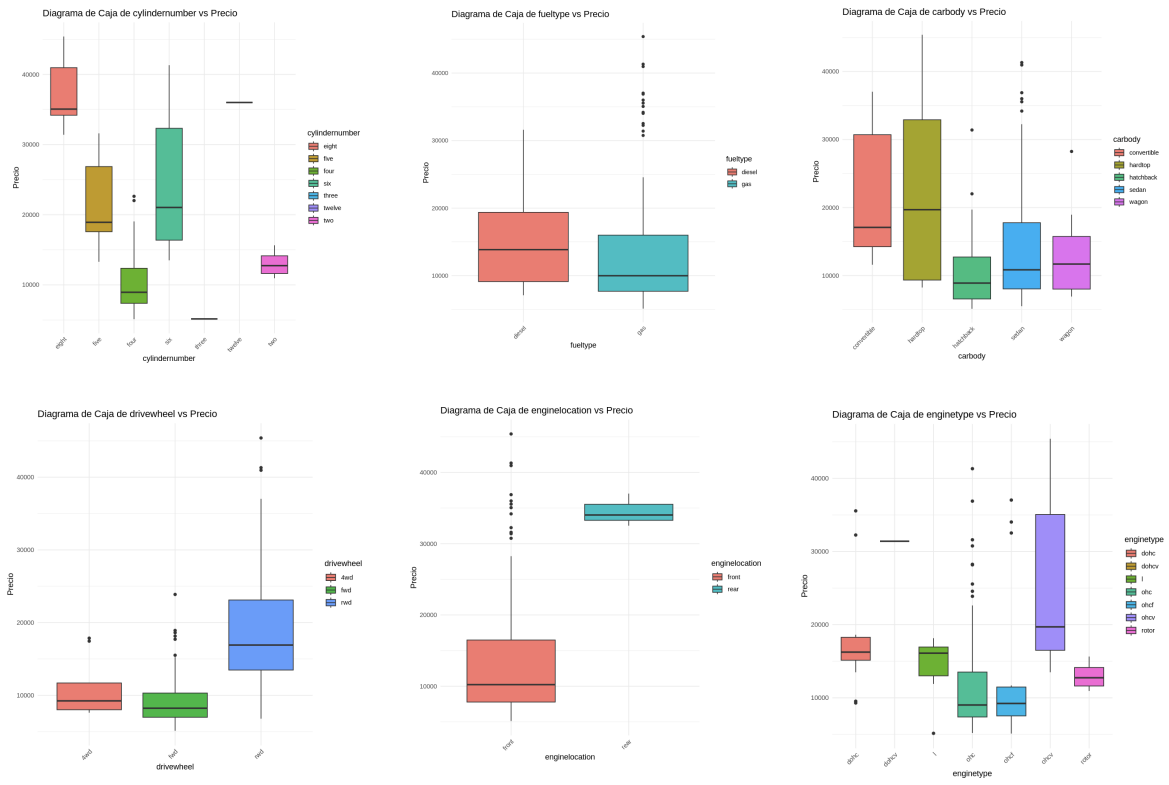 Diagrama de Caja de cylindernumber vs Precio
Precio
40000
30000
20000
10000
eight
five
four
six
three
twelve
two
cylindernumber
cylindernumber
eight
five
four
six
three
twelve
two
Diagrama de Caja de fueltype vs Precio
Precio
40000
30000
20000
10000
diesel
gas
fueltype
fueltype
diesel
gas
Diagrama de Caja de carbody vs Precio
Precio
40000
30000
20000
10000
convertible
hardtop
hatchback
sedan
wagon
carbody
carbody
convertible
hardtop
hatchback
sedan
wagon
Diagrama de Caja de drivewheel vs Precio
Precio
40000
30000
20000
10000
4wd
fwd
rwd
drivewheel
drivewheel
4wd
fwd
rwd
Diagrama de Caja de enginelocation vs Precio
Precio
40000
30000
20000
10000
front
rear
enginelocation
enginelocation
front
rear
Diagrama de Caja de enginetype vs Precio
Precio
40000
30000
20000
10000
dohc
dohcv
l
ohc
ohcf
ohcv
rotor
enginetype
enginetype
dohc
dohcv
l
ohc
ohcf
ohcv
rotor